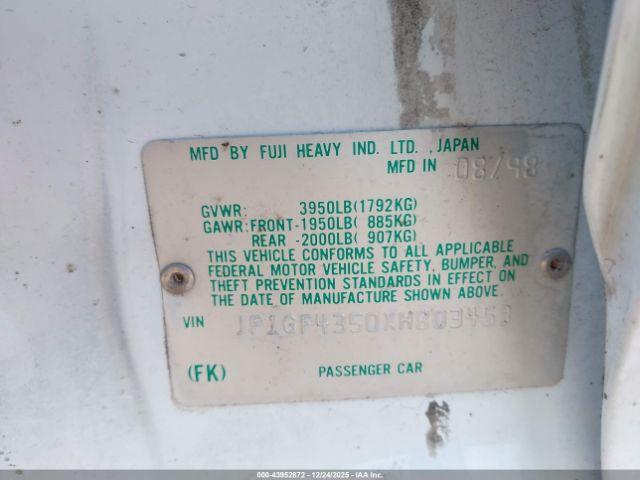 MFD BY FUJI HEAVY IND. LTD. , JAPAN
MFD IN 08/98
GVWR: 3950LB(1792KG)
GAWR:FRONT-1950LB( 885KG)
REAR -2000LB( 907KG)
THIS VEHICLE CONFORMS TO ALL APPLICABLE
FEDERAL MOTOR VEHICLE SAFETY, BUMPER, AND
THEFT PREVENTION STANDARDS IN EFFECT ON
THE DATE OF MANUFACTURE SHOWN ABOVE.
VIN
(FK) PASSENGER CAR
000-43952872 - 12/24/2025 - IAA Inc.